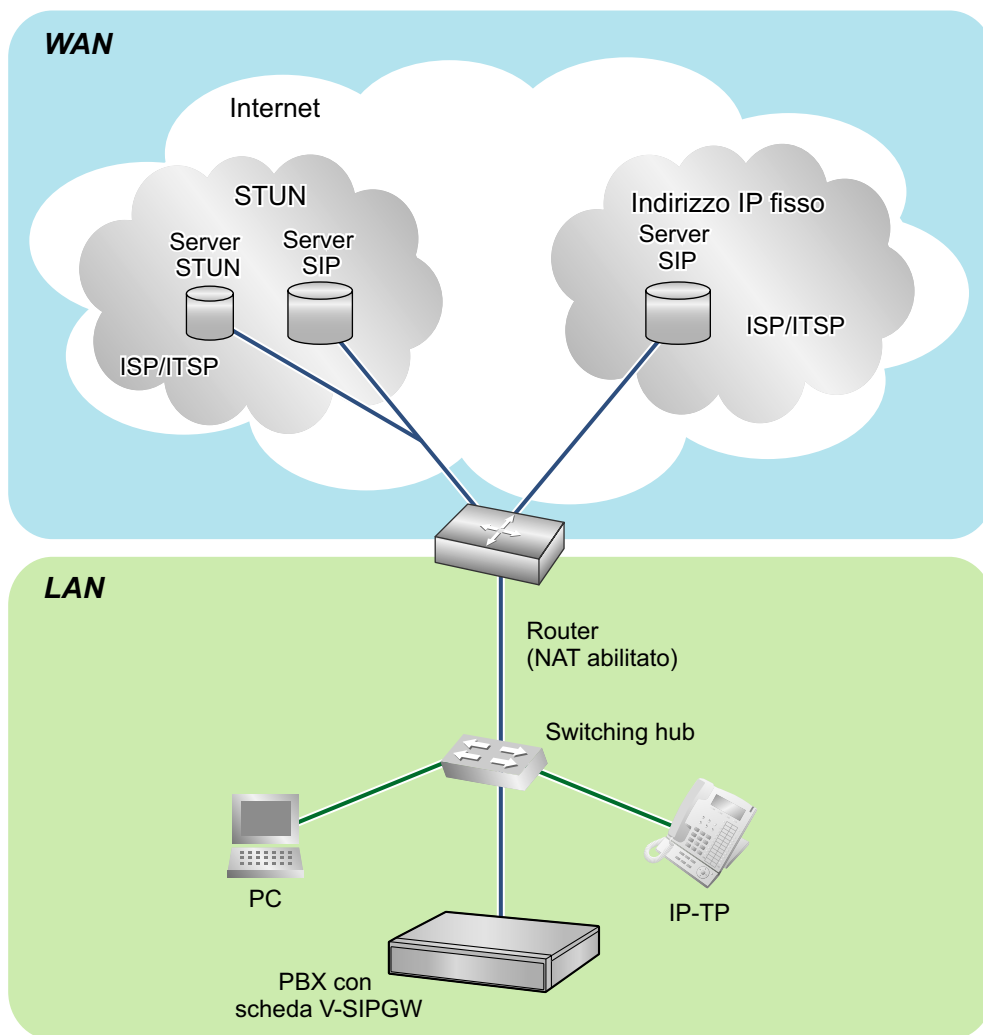 WAN
Internet
STUN
Server
STUN
Server
SIP
ISP/ITSP
Indirizzo IP fisso
Server
SIP
ISP/ITSP
LAN
Router
(NAT abilitato)
Switching hub
PC
IP-TP
PBX con
scheda V-SIPGW